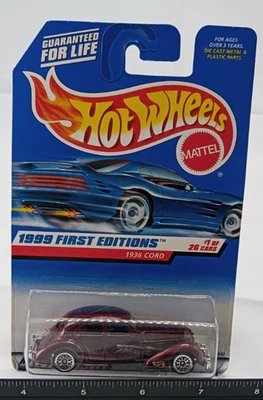 GUARANTEED
FOR LIFE
FOR AGES
OVER 3 YEARS
DIE CAST METAL &
PLASTIC PARTS
Hot Wheels
MATTEL
1999 FIRST EDITIONS™
1936 CORD
#1 OF
26 CARS
4 5 6 7 8